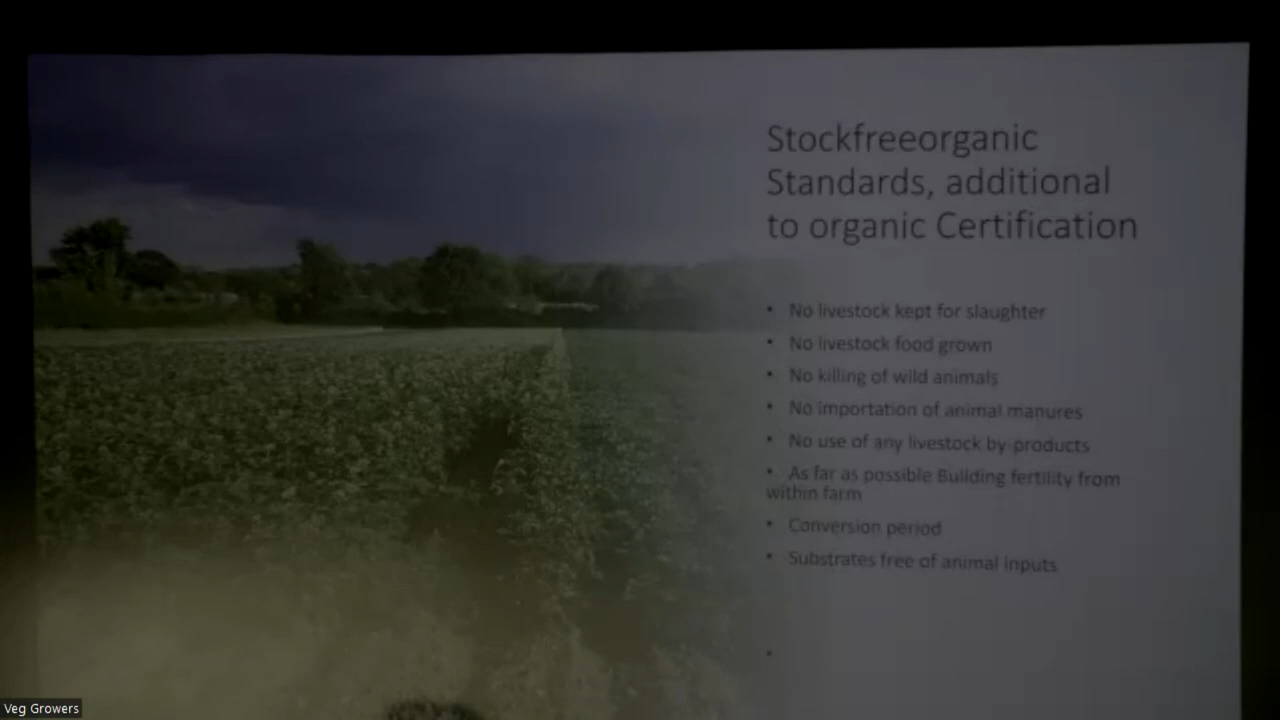 Stockfreeorganic
Standards, additional
to organic Certification
• No livestock kept for slaughter
• No livestock food grown
• No killing of wild animals
• No importation of animal manures
• No use of any livestock by-products
• As far as possible Building fertility from
within farm
• Conversion period
• Substrates free of animal inputs
•
Veg Growers